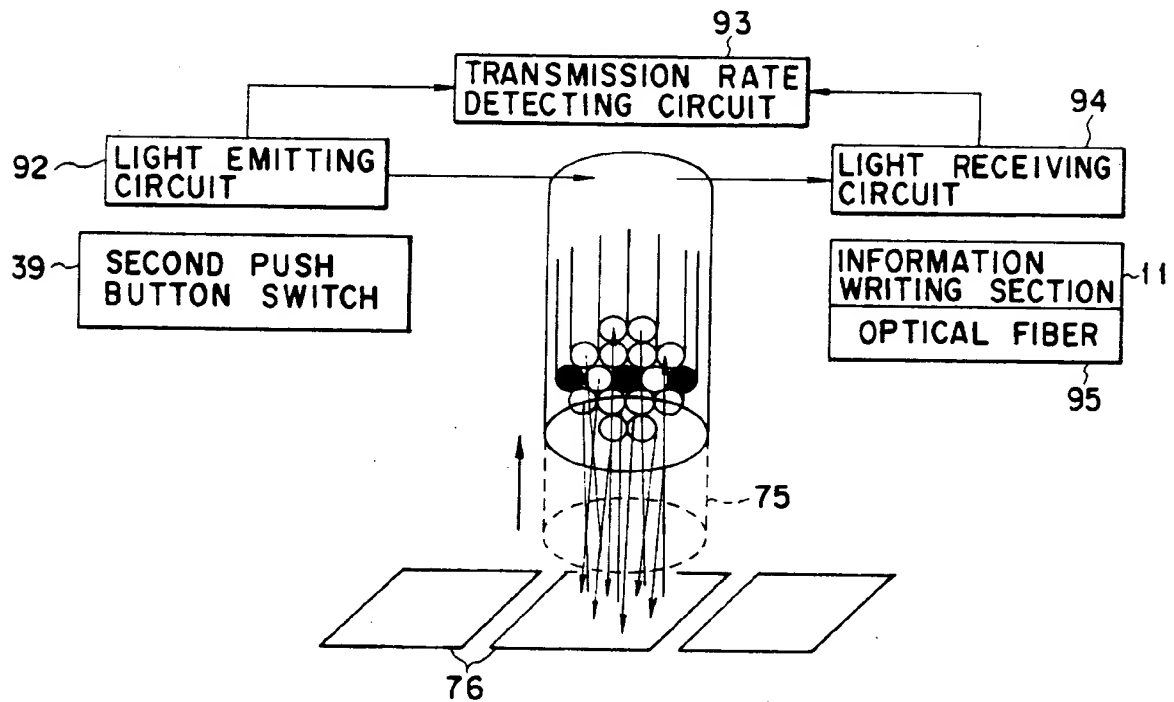 93
TRANSMISSION RATE
DETECTING CIRCUIT
94
92
LIGHT EMITTING
CIRCUIT
LIGHT RECEIVING
CIRCUIT
39
SECOND PUSH
BUTTON SWITCH
INFORMATION
WRITING SECTION
11
OPTICAL FIBER
95
75
76